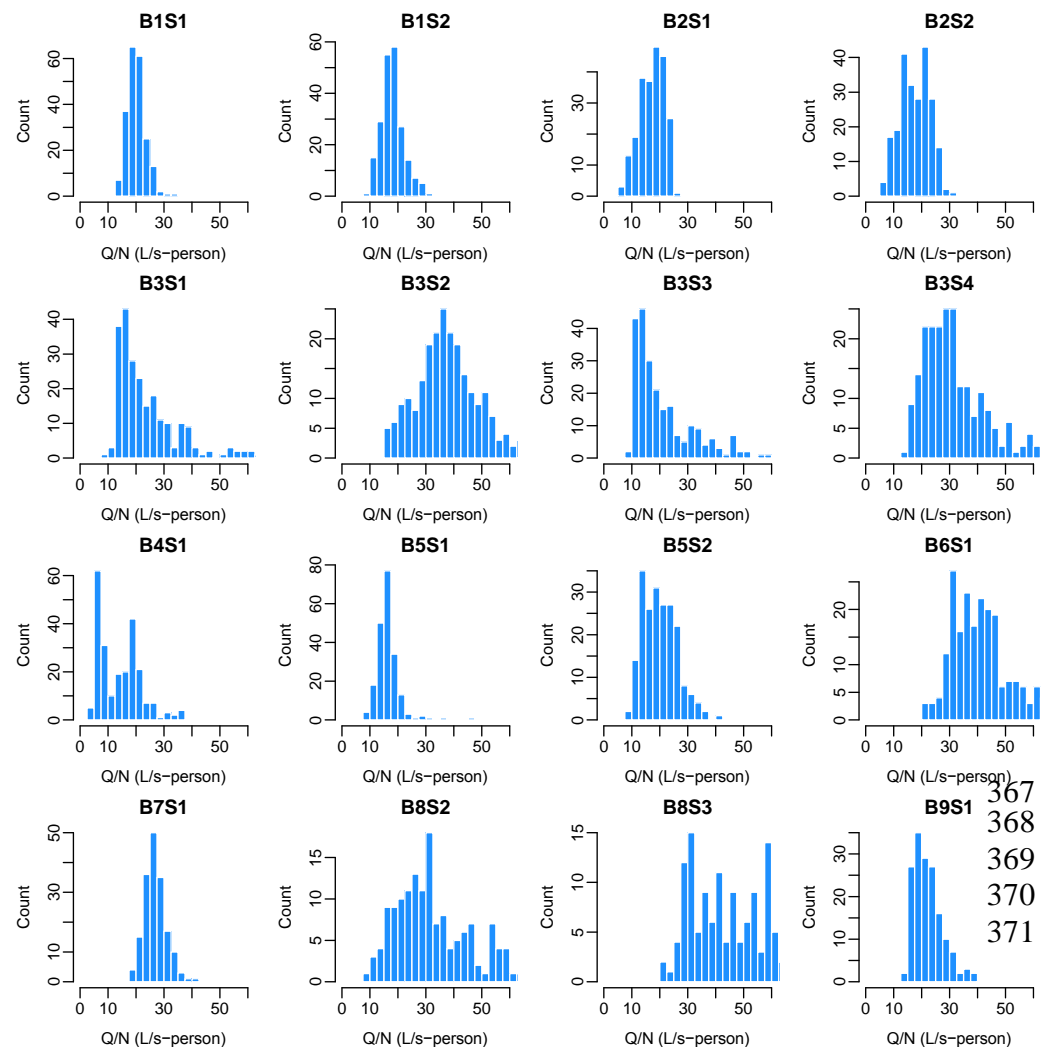 B1S1 B1S2 B2S1 B2S2
Count 0 20 40 60 Count 0 20 40 60 Count 0 10 30 Count 0 10 20 30 40
0 10 30 50 0 10 30 50 0 10 30 50 0 10 30 50
Q/N (L/s−person) Q/N (L/s−person) Q/N (L/s−person) Q/N (L/s−person)
B3S1 B3S2 B3S3 B3S4
Count 0 10 20 30 40 Count 0 5 10 20 Count 0 10 20 30 40 Count 0 5 10 20
0 10 30 50 0 10 30 50 0 10 30 50 0 10 30 50
Q/N (L/s−person) Q/N (L/s−person) Q/N (L/s−person) Q/N (L/s−person)
B4S1 B5S1 B5S2 B6S1
Count 0 20 40 60 Count 0 20 40 60 80 Count 0 10 20 30 Count 0 5 10 20
0 10 30 50 0 10 30 50 0 10 30 50 0 10 30 50
Q/N (L/s−person) Q/N (L/s−person) Q/N (L/s−person) Q/N (L/s−person)
367
B7S1 B8S2 B8S3 B9S1
368
369
370
371
Count 0 10 20 30 40 50 Count 0 5 10 15 Count 0 5 10 15 Count 0 10 20 30
0 10 30 50 0 10 30 50 0 10 30 50 0 10 30 50
Q/N (L/s−person) Q/N (L/s−person) Q/N (L/s−person) Q/N (L/s−person)